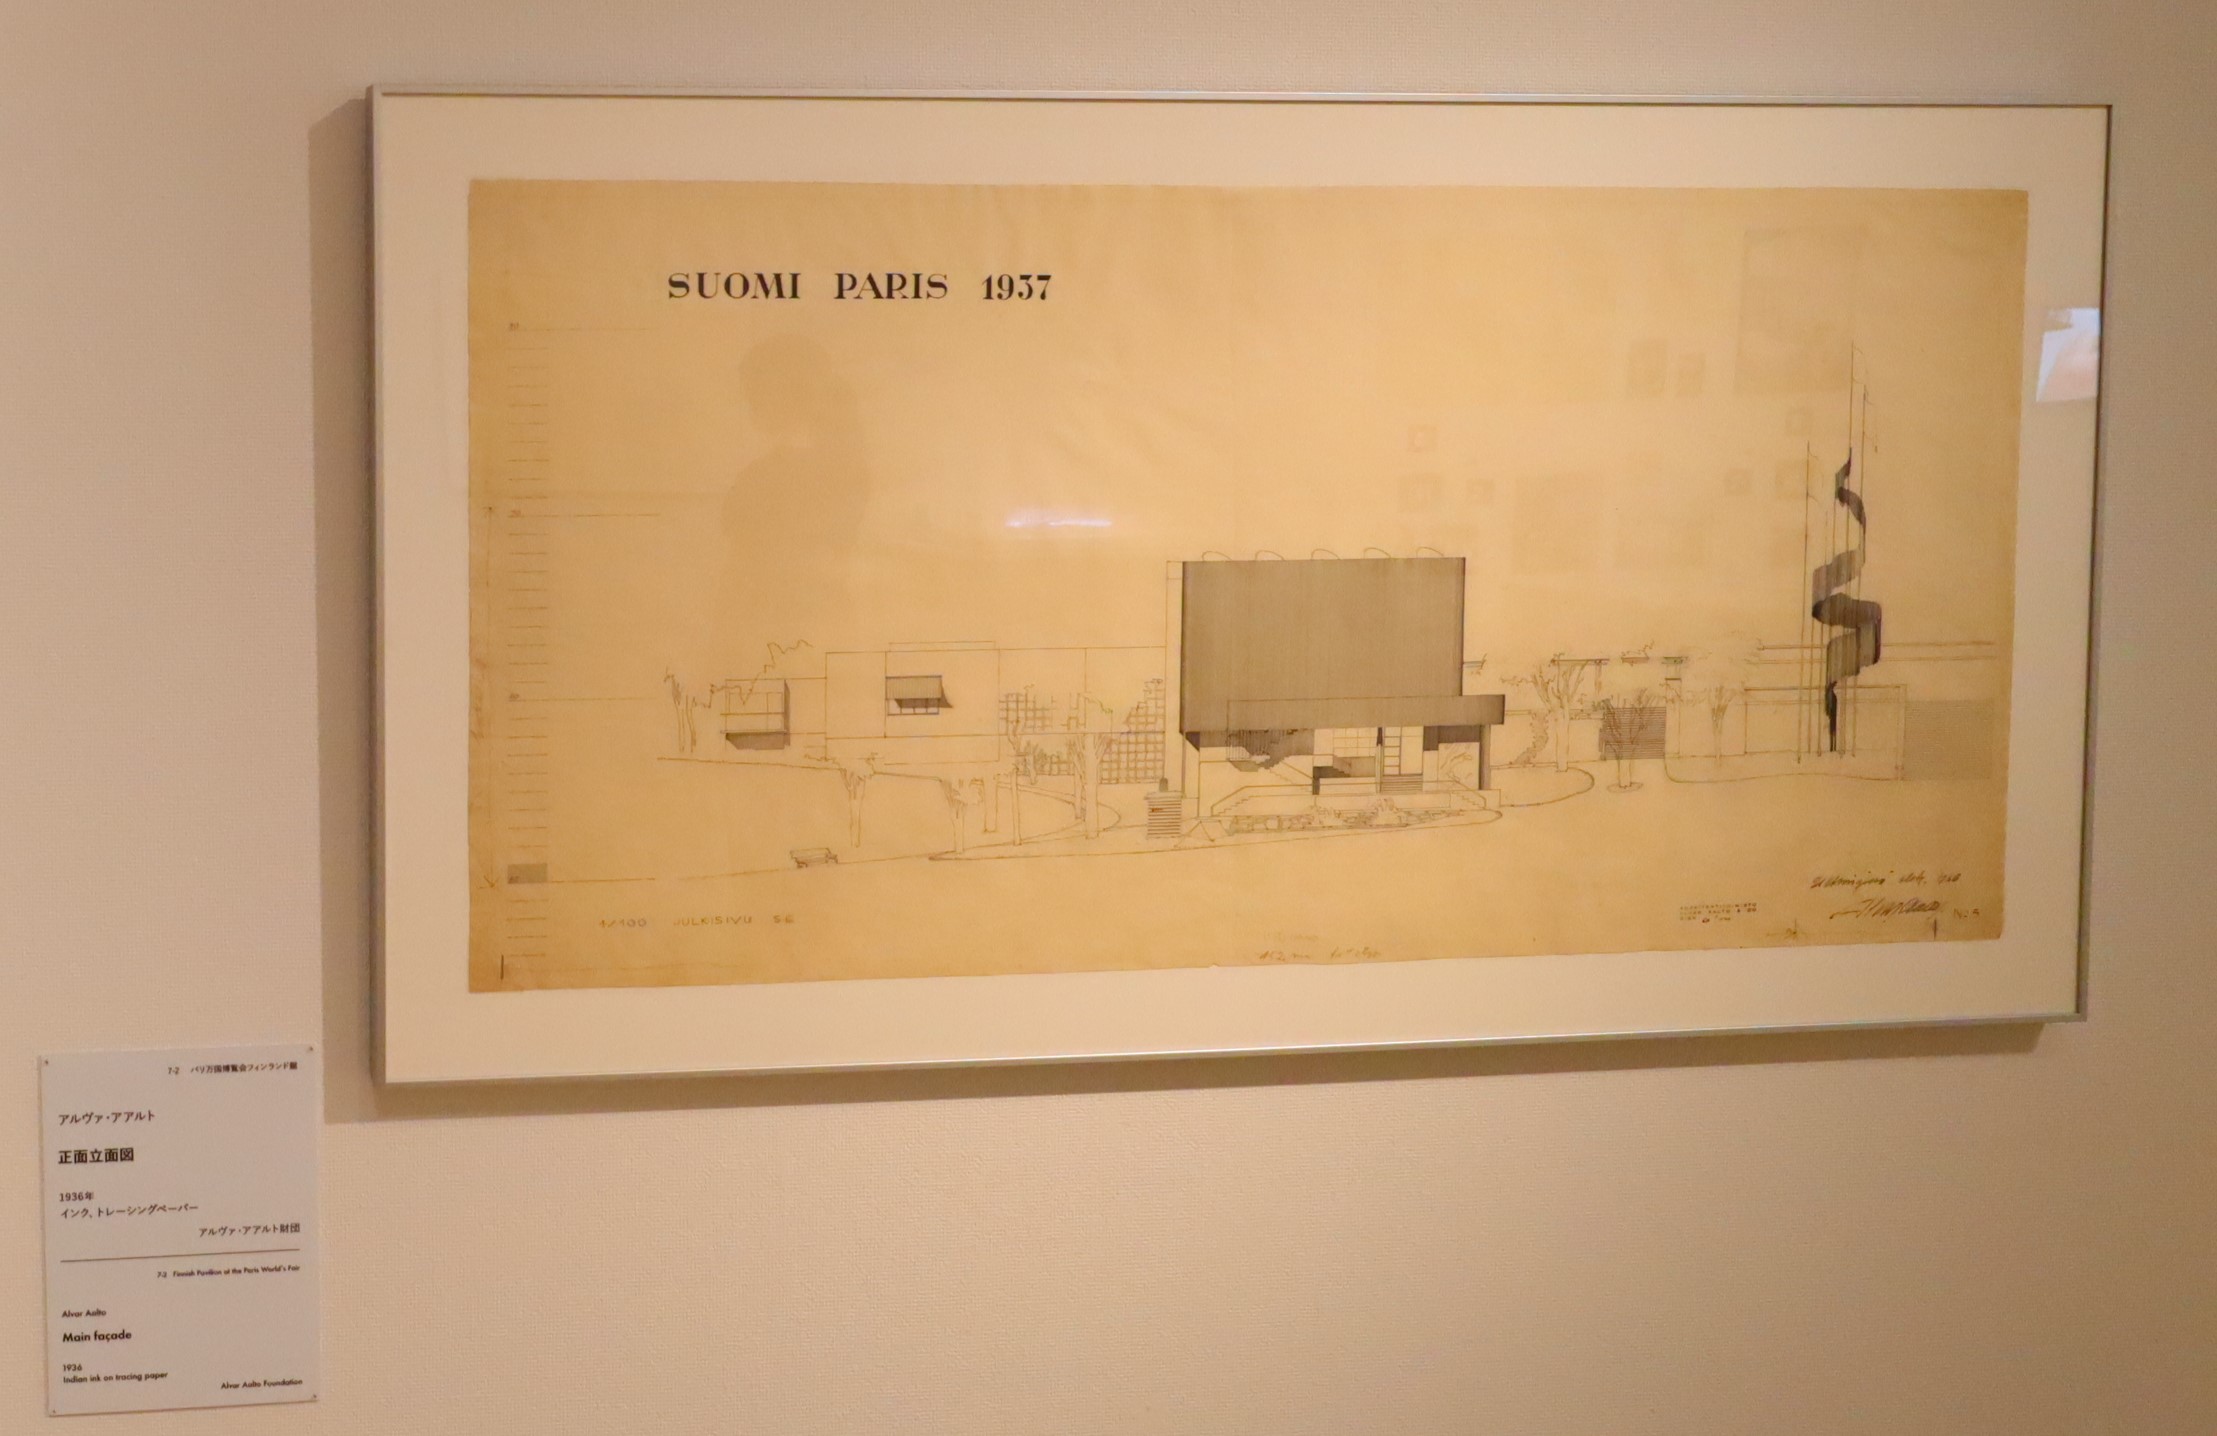 SUOMI PARIS 1937
1/100 JULKISIVU SE
7-2 パリ万国博覧会フィンランド館
アルヴァ・アアルト
正面立面図
1936年
インク、トレーシングペーパー
アルヴァ・アアルト財団
7-2 Finnish Pavilion at the Paris World's Fair
Alvar Aalto
Main façade
1936
Indian ink on tracing paper
Alvar Aalto Foundation